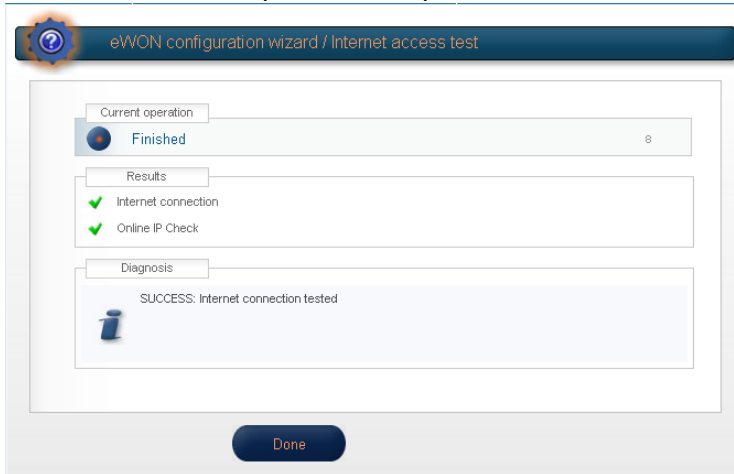 eWON configuration wizard / Internet access test
Current operation
Finished 8
Results
Internet connection
Online IP Check
Diagnosis
SUCCESS: Internet connection tested
Done